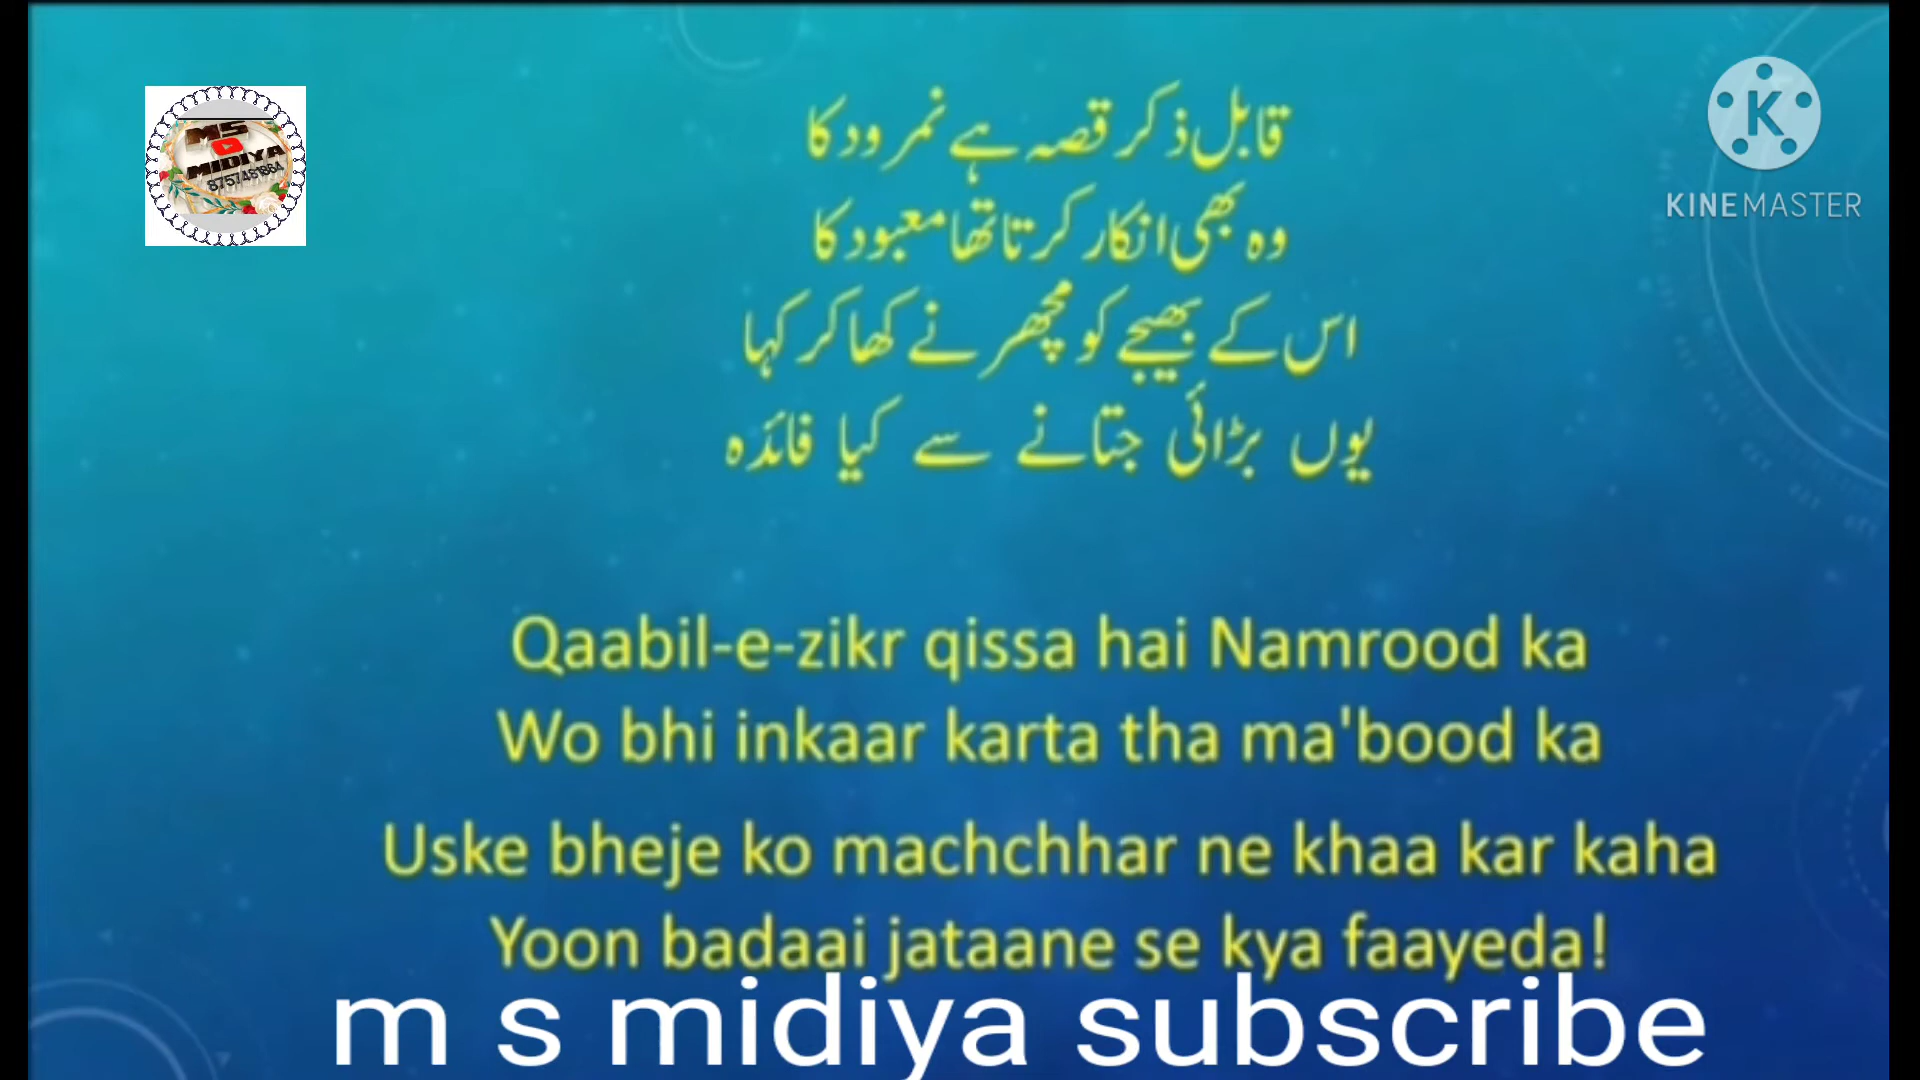 MS
MIDIYA
8757481864
K
KINEMASTER
قابل ذکر قصہ ہے نمرود کا
وہ بھی انکار کرتا تھا معبود کا
اس کے بھیجے کو مچھر نے کھا کر کہا
یوں بڑائی جتانے سے کیا فائدہ
Qaabil-e-zikr qissa hai Namrood ka
Wo bhi inkaar karta tha ma'bood ka
Uske bheje ko machchhar ne khaa kar kaha
Yoon badaai jataane se kya faayeda!
m s midiya subscribe